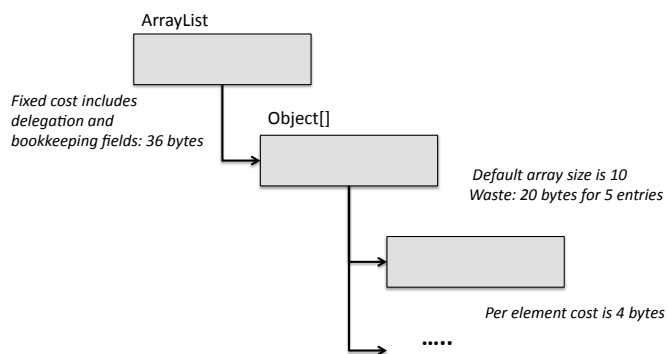 ArrayList
Fixed cost includes
delegation and
bookkeeping fields: 36 bytes
Object[]
Default array size is 10
Waste: 20 bytes for 5 entries
Per element cost is 4 bytes
.....